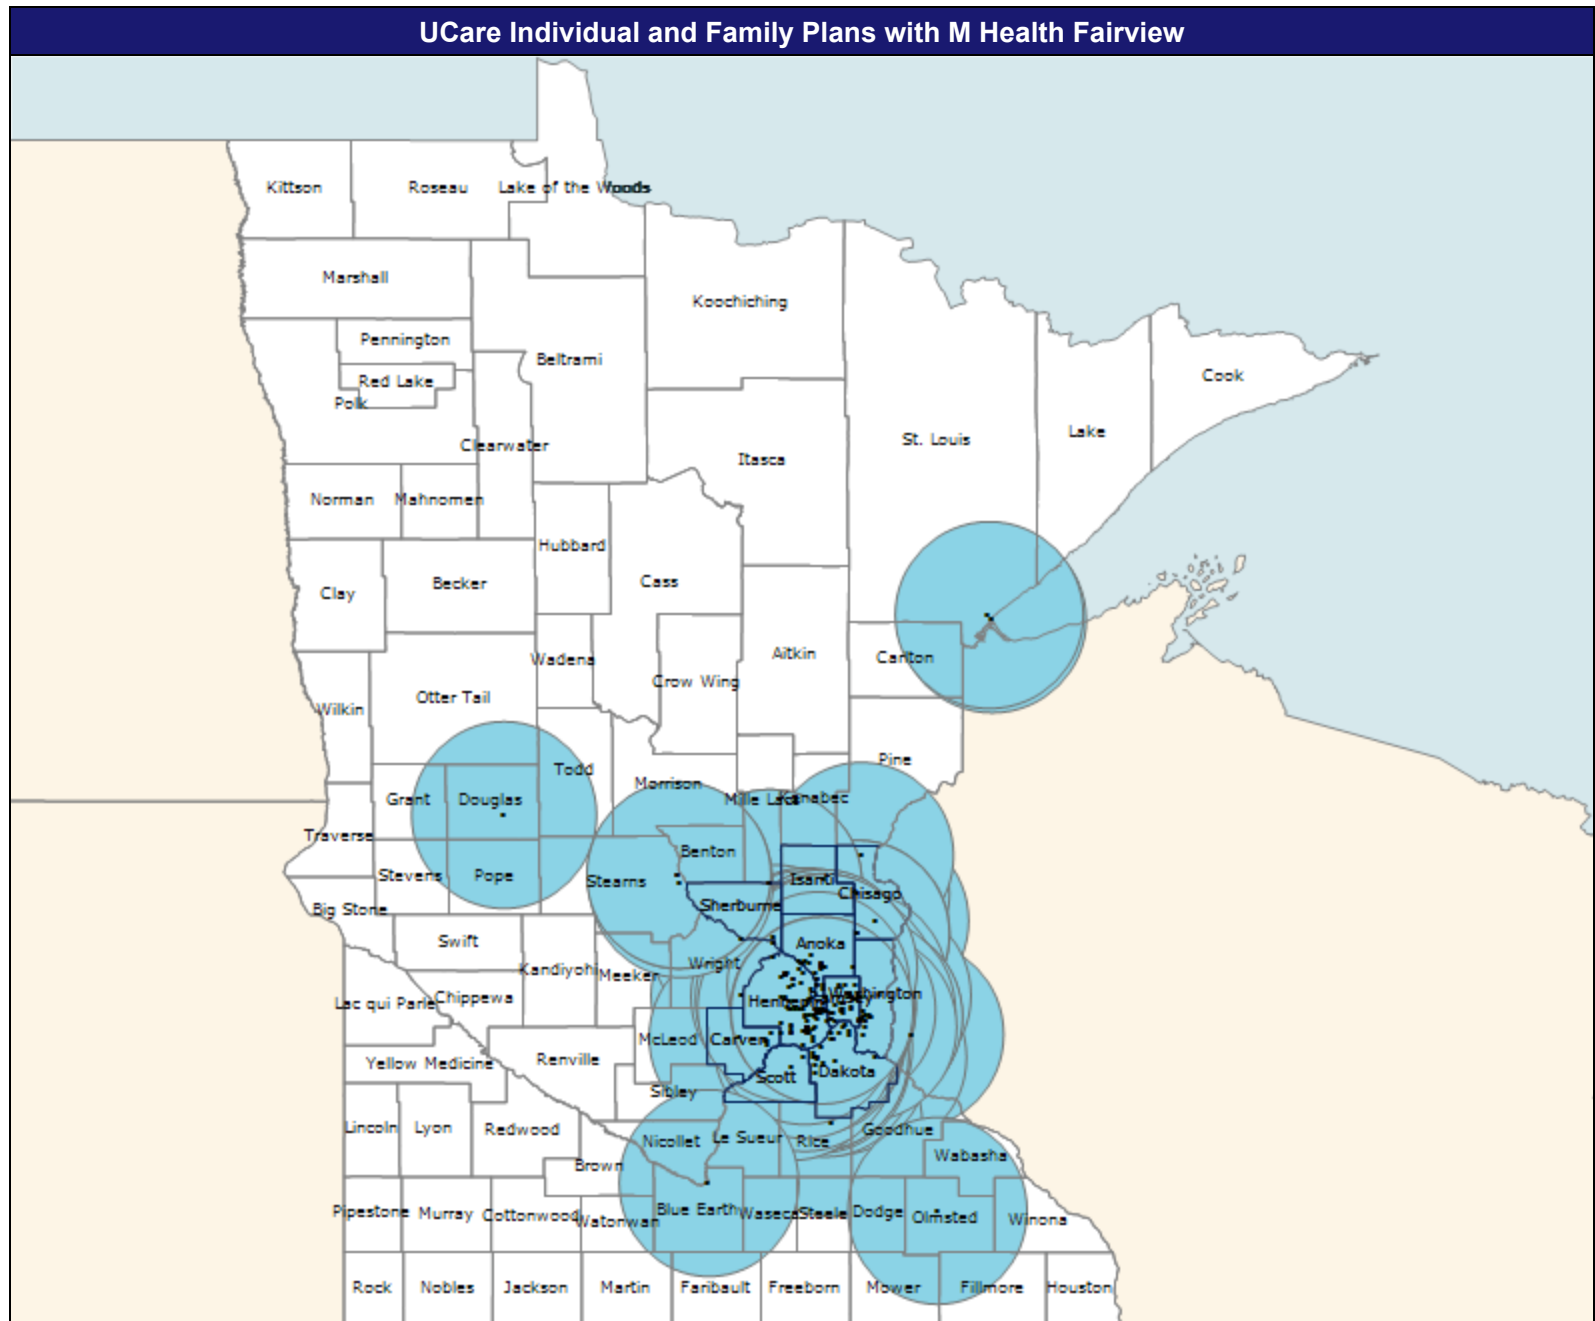 UCare Individual and Family Plans with M Health Fairview
Kittson
Roseau
Lake of the Woods
Marshall
Koochiching
Pennington
Beltrami
Red Lake
Polk
Cook
Clearwater
St. Louis
Lake
Itasca
Norman
Mahnomen
Hubbard
Cass
Becker
Clay
Wadena
Aitkin
Carlton
Crow Wing
Otter Tail
Wilkin
Pine
Todd
Morrison
Grant
Douglas
Mille Lacs
Kanabec
Traverse
Benton
Stevens
Pope
Stearns
Isanti
Chisago
Big Stone
Sherburne
Swift
Anoka
Kandiyohi
Meeker
Wright
Lac qui Parle
Chippewa
Hennepin
Washington
McLeod
Carver
Yellow Medicine
Renville
Scott
Dakota
Sibley
Lincoln
Lyon
Redwood
Nicollet
Le Sueur
Rice
Goodhue
Brown
Wabasha
Pipestone
Murray
Cottonwood
Watonwan
Blue Earth
Waseca
Steele
Dodge
Olmsted
Winona
Rock
Nobles
Jackson
Martin
Faribault
Freeborn
Mower
Fillmore
Houston